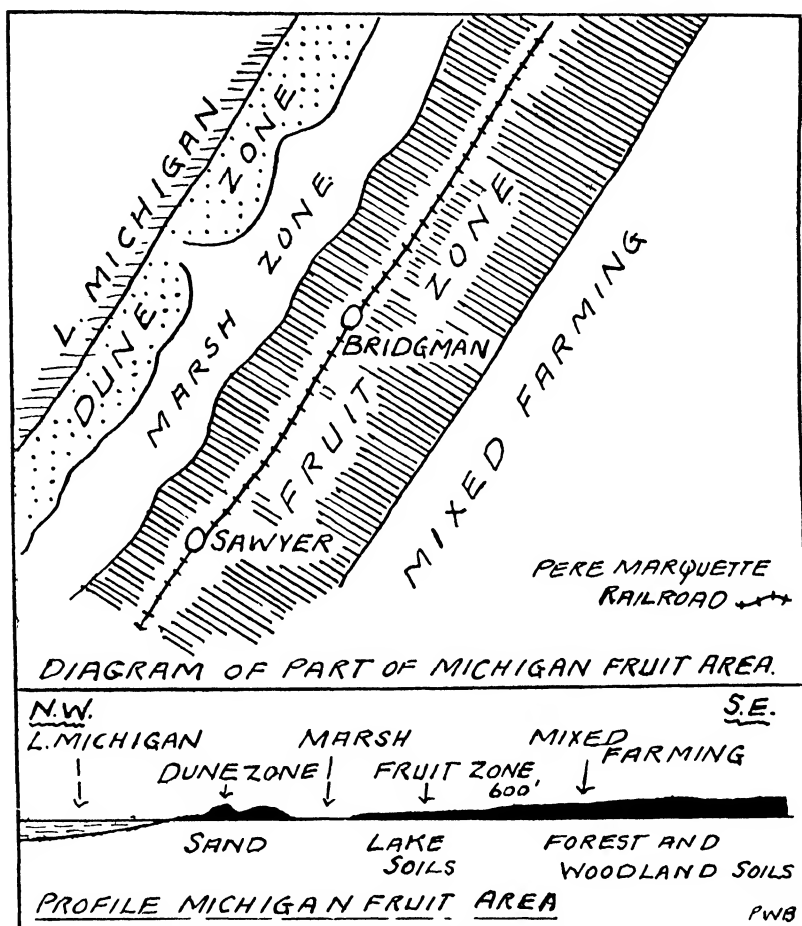 L. MICHIGAN
DUNE ZONE
MARSH ZONE
FRUIT ZONE
BRIDGMAN
SAWYER
MIXED FARMING
PERE MARQUETTE
RAILROAD
DIAGRAM OF PART OF MICHIGAN FRUIT AREA.
N.W. S.E.
L. MICHIGAN MARSH MIXED
FARMING
DUNE ZONE FRUIT ZONE
600'
SAND LAKE FOREST AND
SOILS WOODLAND SOILS
PROFILE MICHIGAN FRUIT AREA PWB